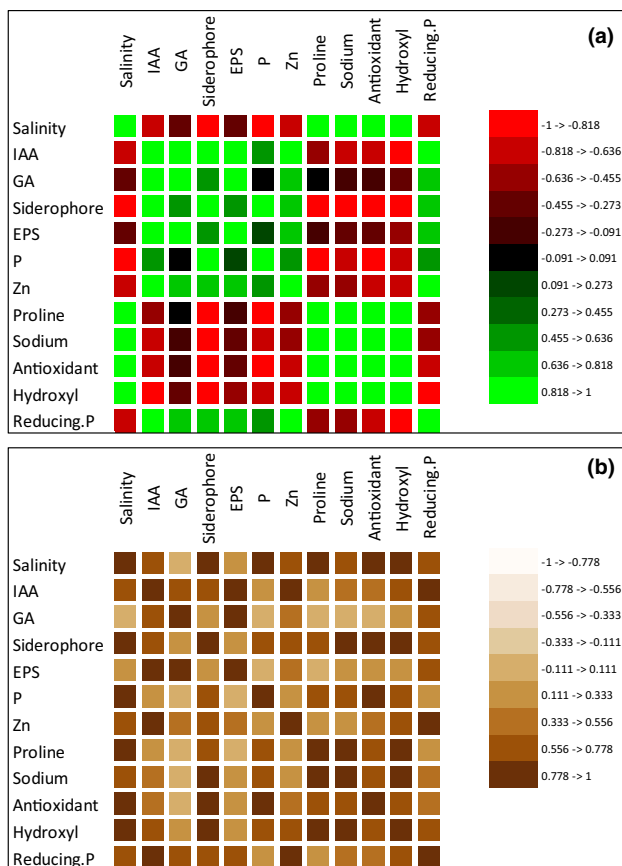 (a)
Salinity IAA GA Siderophore EPS P Zn Proline Sodium Antioxidant Hydroxyl Reducing.P
Salinity
IAA
GA
Siderophore
EPS
P
Zn
Proline
Sodium
Antioxidant
Hydroxyl
Reducing.P
-1 -> -0.818
-0.818 -> -0.636
-0.636 -> -0.455
-0.455 -> -0.273
-0.273 -> -0.091
-0.091 -> 0.091
0.091 -> 0.273
0.273 -> 0.455
0.455 -> 0.636
0.636 -> 0.818
0.818 -> 1
(b)
Salinity IAA GA Siderophore EPS P Zn Proline Sodium Antioxidant Hydroxyl Reducing.P
Salinity
IAA
GA
Siderophore
EPS
P
Zn
Proline
Sodium
Antioxidant
Hydroxyl
Reducing.P
-1 -> -0.778
-0.778 -> -0.556
-0.556 -> -0.333
-0.333 -> -0.111
-0.111 -> 0.111
0.111 -> 0.333
0.333 -> 0.556
0.556 -> 0.778
0.778 -> 1